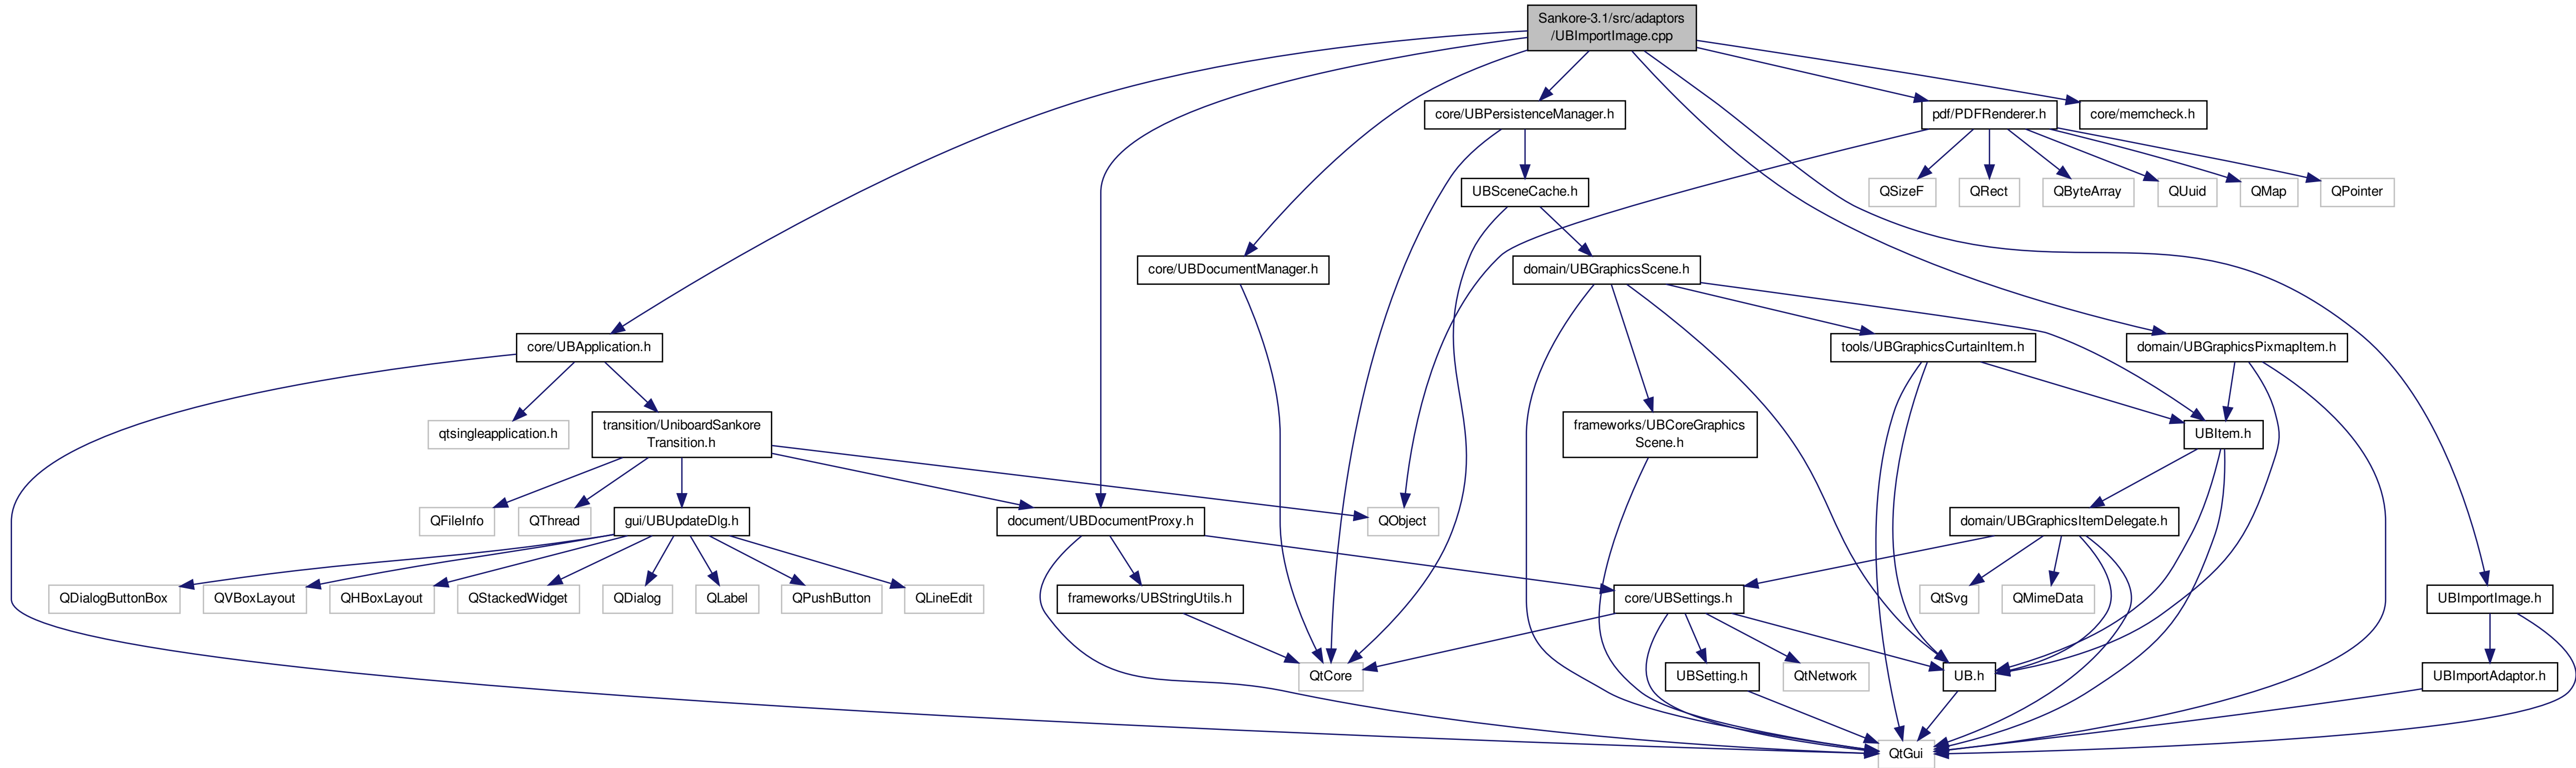 Sankore-3.1/src/adaptors
/UBImportImage.cpp
core/UBPersistenceManager.h
pdf/PDFRenderer.h
core/memcheck.h
UBSceneCache.h
QSizeF
QRect
QByteArray
QUuid
QMap
QPointer
core/UBDocumentManager.h
domain/UBGraphicsScene.h
core/UBApplication.h
tools/UBGraphicsCurtainItem.h
domain/UBGraphicsPixmapItem.h
qtsingleapplication.h
transition/UniboardSankore
Transition.h
frameworks/UBCoreGraphics
Scene.h
UBItem.h
QFileInfo
QThread
gui/UBUpdateDlg.h
document/UBDocumentProxy.h
QObject
domain/UBGraphicsItemDelegate.h
QDialogButtonBox
QVBoxLayout
QHBoxLayout
QStackedWidget
QDialog
QLabel
QPushButton
QLineEdit
frameworks/UBStringUtils.h
core/UBSettings.h
QtSvg
QMimeData
UBImportImage.h
QtCore
UBSetting.h
QtNetwork
UB.h
UBImportAdaptor.h
QtGui